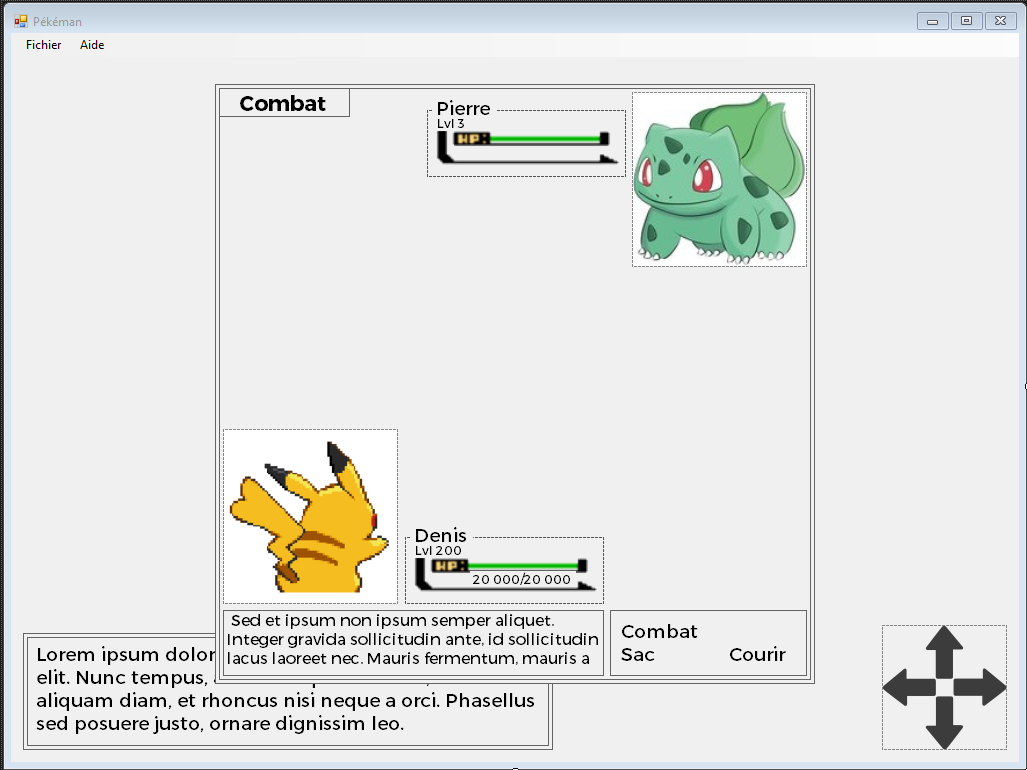 Pékéman
Fichier Aide
Combat
Pierre
Lvl 3
HP:
Denis
Lvl 200
HP:
20 000/20 000
Sed et ipsum non ipsum semper aliquet.
Integer gravida sollicitudin ante, id sollicitudin
lacus laoreet nec. Mauris fermentum, mauris a
Combat
Sac Courir
Lorem ipsum dolor
elit. Nunc tempus,
aliquam diam, et rhoncus nisi neque a orci. Phasellus
sed posuere justo, ornare dignissim leo.